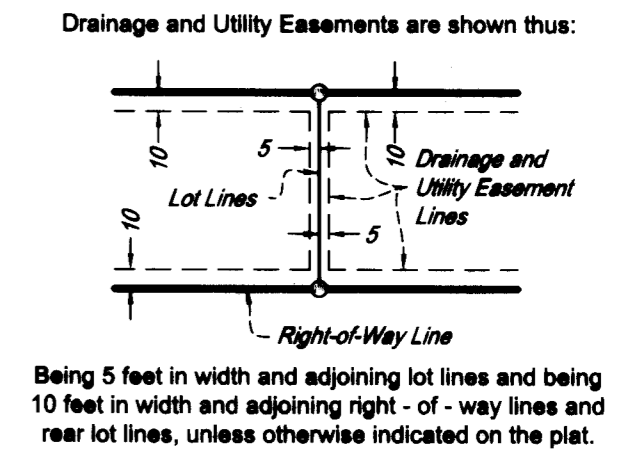 Drainage and Utility Easements are shown thus:
10
10
5
Drainage and
Utility Easement
Lines
Lot Lines
10
5
Right-of-Way Line
Being 5 feet in width and adjoining lot lines and being
10 feet in width and adjoining right - of - way lines and
rear lot lines, unless otherwise indicated on the plat.